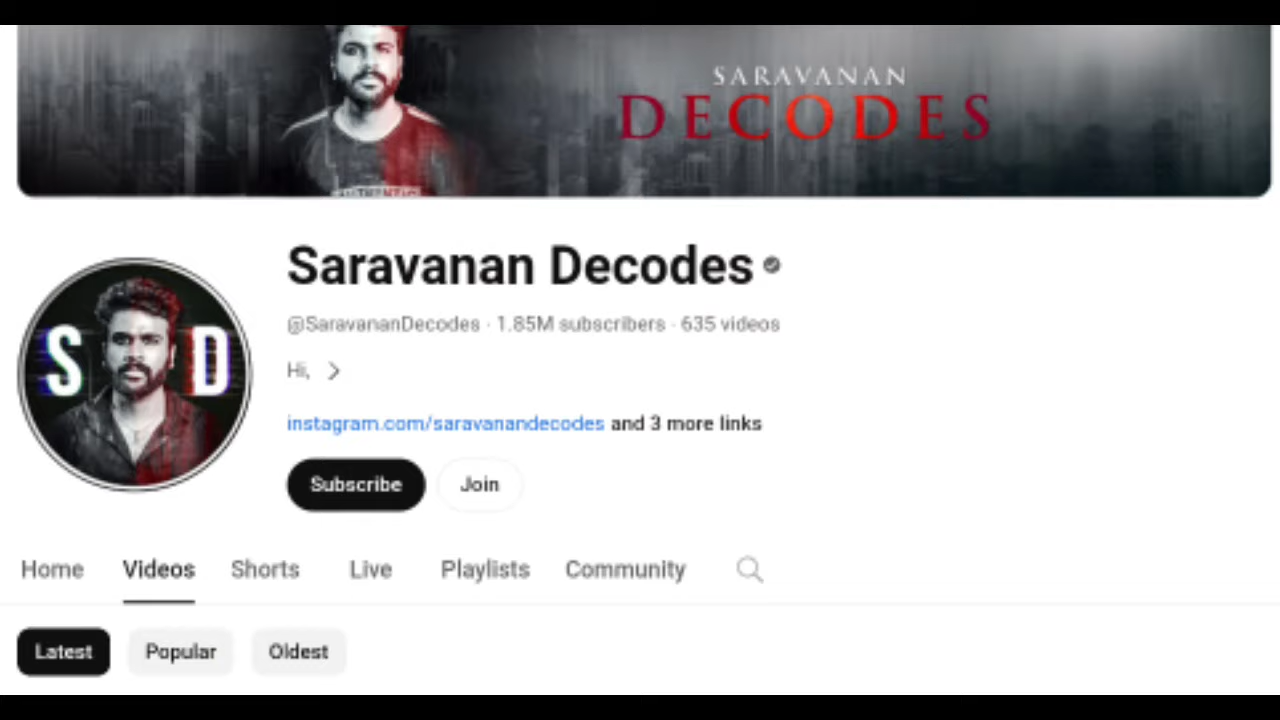 SARAVANAN
DECODES
AUTHENTIC
S D
Saravanan Decodes
@SaravananDecodes · 1.85M subscribers · 635 videos
Hi,
instagram.com/saravanandecodes and 3 more links
Subscribe Join
Home Videos Shorts Live Playlists Community
Latest Popular Oldest